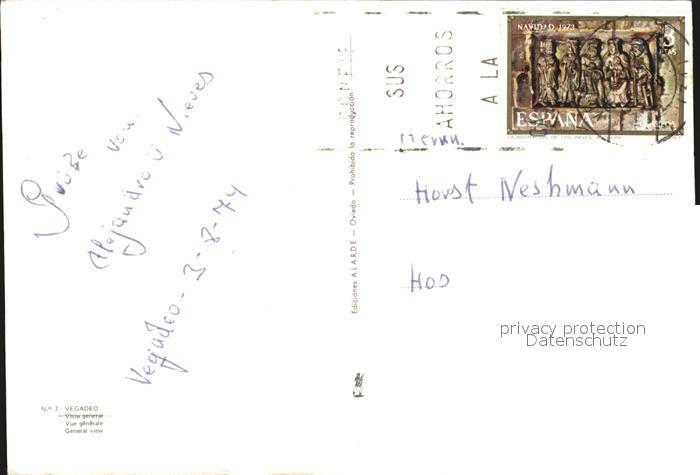 Grüße von
Alejandro U Nieves
Vegadeo - 3-8-74
Nº 7 - VEGADEO
Vista general
Vue générale
General view
Ediciones ALARDE — Oviedo — Prohibida la reproducción
SUS
AHORROS
A LA
NAVIDAD 1973
ESPAÑA
Herrn.
Horst Neshmann
Hos
privacy protection
Datenschutz